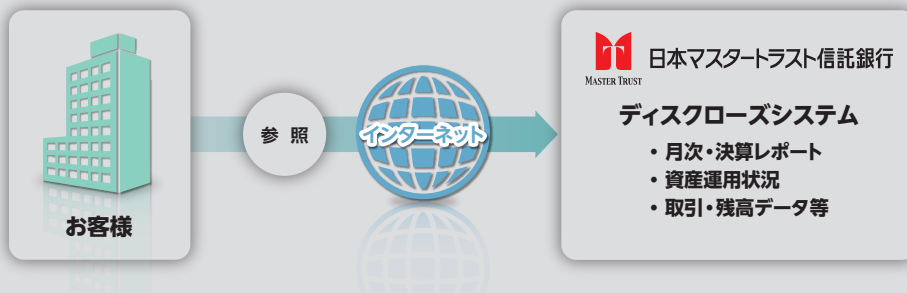 お客様
参照
インターネット
MASTER TRUST
日本マスタートラスト信託銀行
ディスクローズシステム
・月次・決算レポート
・資産運用状況
・取引・残高データ等